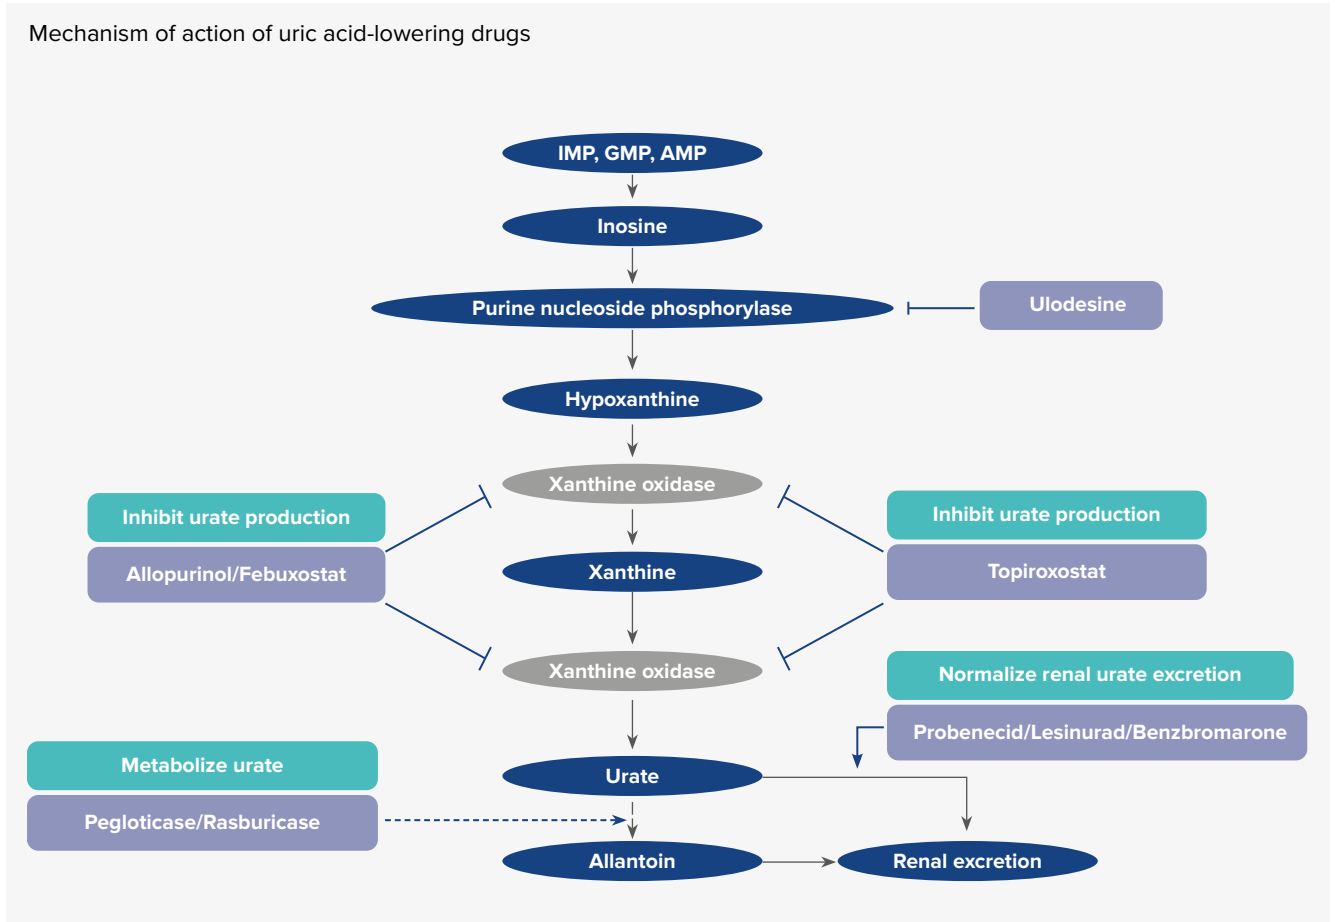 Mechanism of action of uric acid-lowering drugs
IMP, GMP, AMP
Inosine
Purine nucleoside phosphorylase
Ulodesine
Hypoxanthine
Xanthine oxidase
Inhibit urate production
Allopurinol/Febuxostat
Inhibit urate production
Topiroxostat
Xanthine
Xanthine oxidase
Normalize renal urate excretion
Probenecid/Lesinurad/Benzbromarone
Metabolize urate
Pegloticase/Rasburicase
Urate
Allantoin
Renal excretion